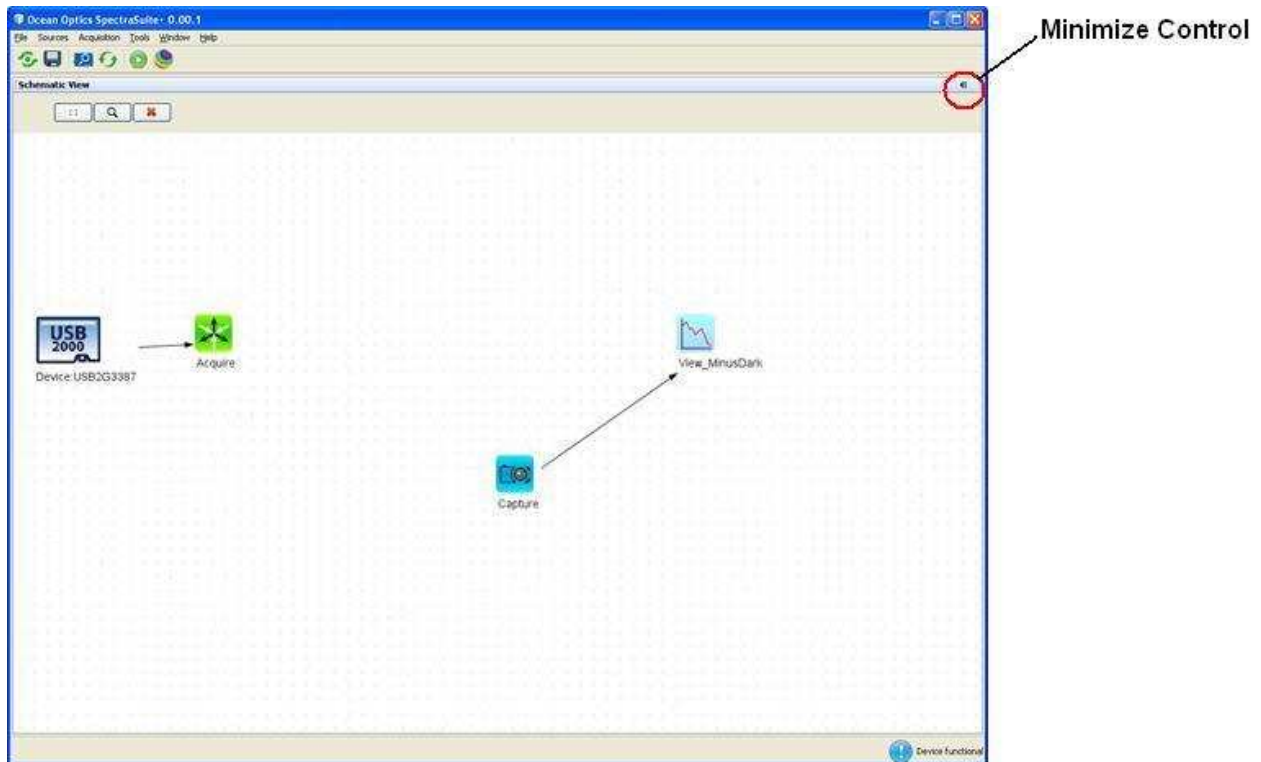 Ocean Optics SpectraSuite- 0.00.1
Minimize Control
File Sources Acquisition Tools Window Help
Schematic View
USB
2000
Device:USB2G3387
Acquire
View_MinusDark
Capture
Device functional